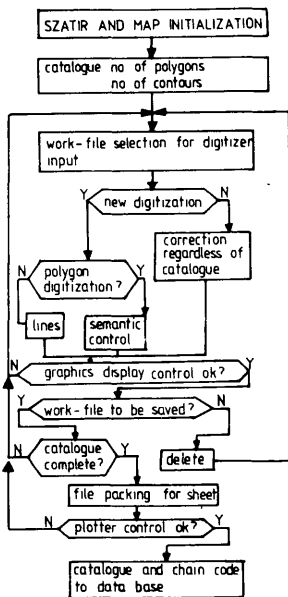 SZATIR AND MAP INITIALIZATION
catalogue no of polygons
no of contours
work-file selection for digitizer
input
Y
new digitization
N
correction
regardless of
catalogue
N
polygon
digitization?
Y
lines
semantic
control
N
graphics display control ok?
Y
Y
work-file to be saved?
N
N
catalogue
complete?
Y
delete
file packing for sheet
N
plotter control ok?
Y
catalogue and chain code
to data base